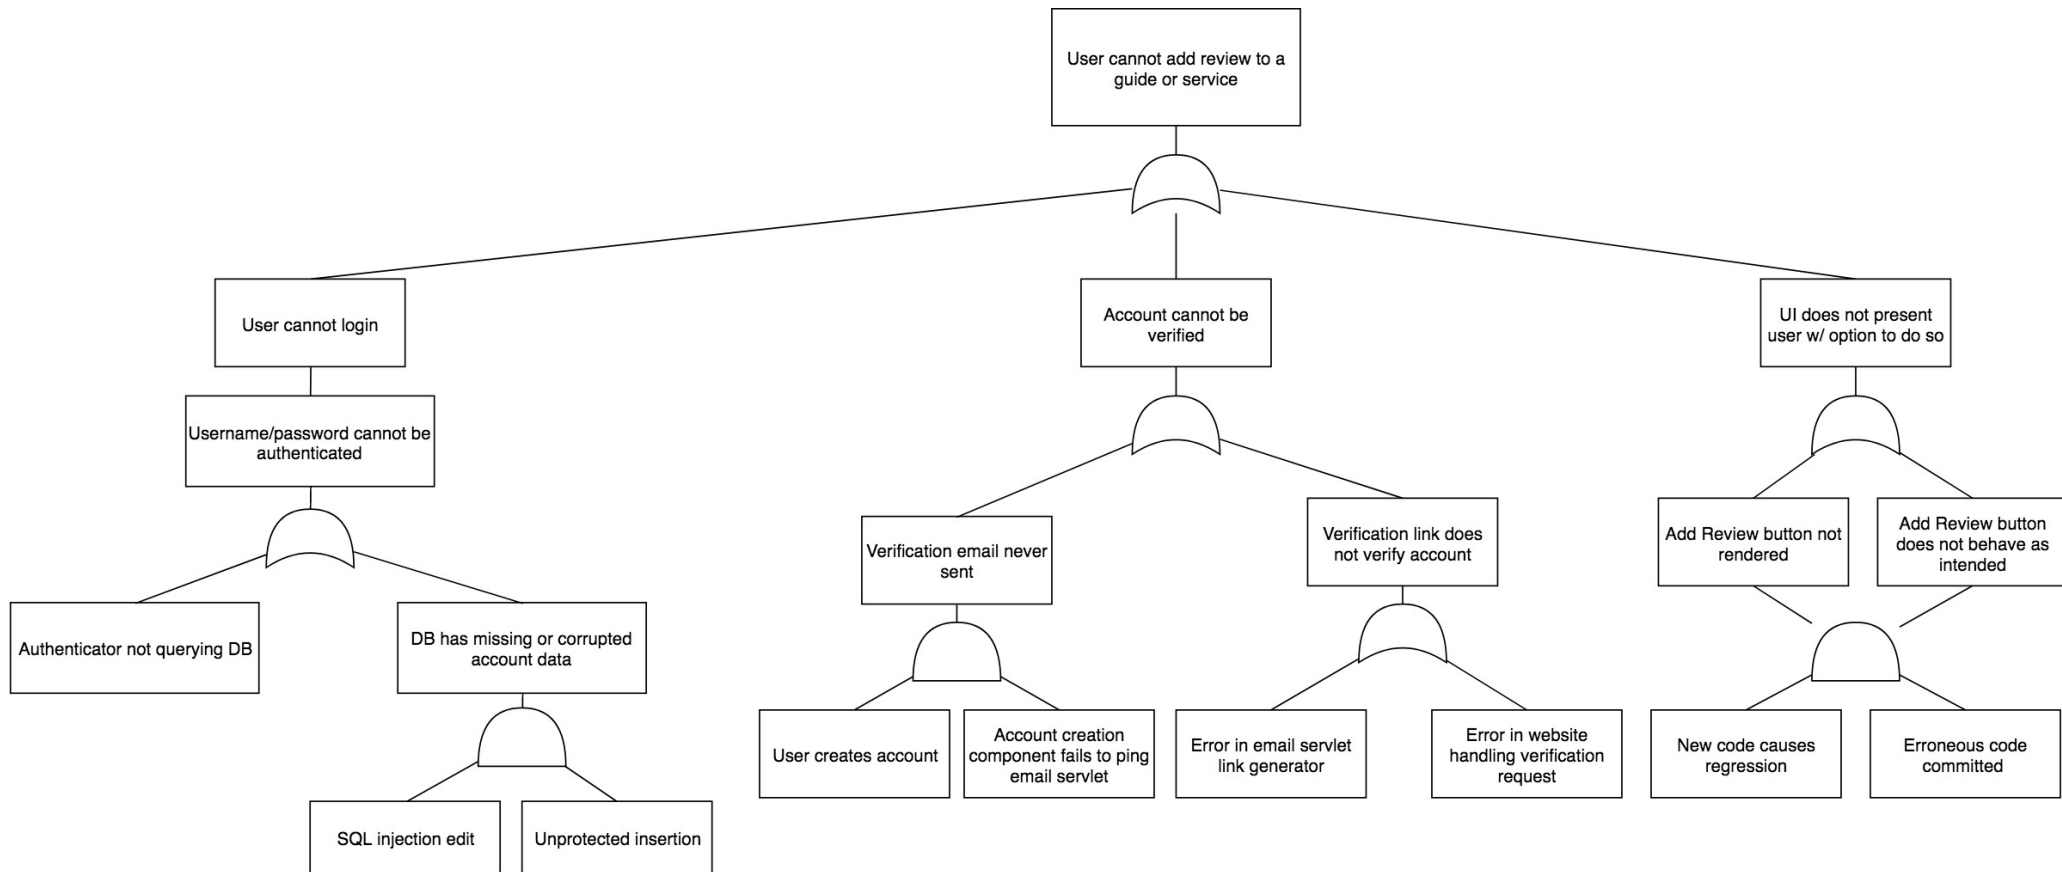 User cannot add review to a
guide or service
User cannot login
Account cannot be
verified
UI does not present
user w/ option to do so
Username/password cannot be
authenticated
Verification email never
sent
Verification link does
not verify account
Add Review button not
rendered
Add Review button
does not behave as
intended
Authenticator not querying DB
DB has missing or corrupted
account data
User creates account
Account creation
component fails to ping
email servlet
Error in email servlet
link generator
Error in website
handling verification
request
New code causes
regression
Erroneous code
committed
SQL injection edit
Unprotected insertion